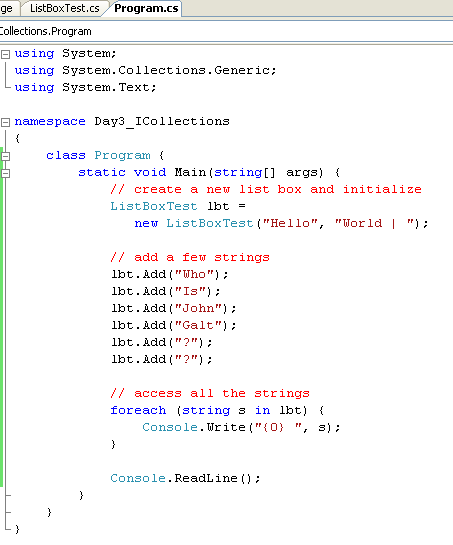 ge ListBoxTest.cs Program.cs
Collections.Program
using System;
using System.Collections.Generic;
using System.Text;
namespace Day3_ICollections
{
class Program {
static void Main(string[] args) {
// create a new list box and initialize
ListBoxTest lbt =
new ListBoxTest("Hello", "World | ");
// add a few strings
lbt.Add("Who");
lbt.Add("Is");
lbt.Add("John");
lbt.Add("Galt");
lbt.Add("?");
lbt.Add("?");
// access all the strings
foreach (string s in lbt) {
Console.Write("{0} ", s);
}
Console.ReadLine();
}
}
}